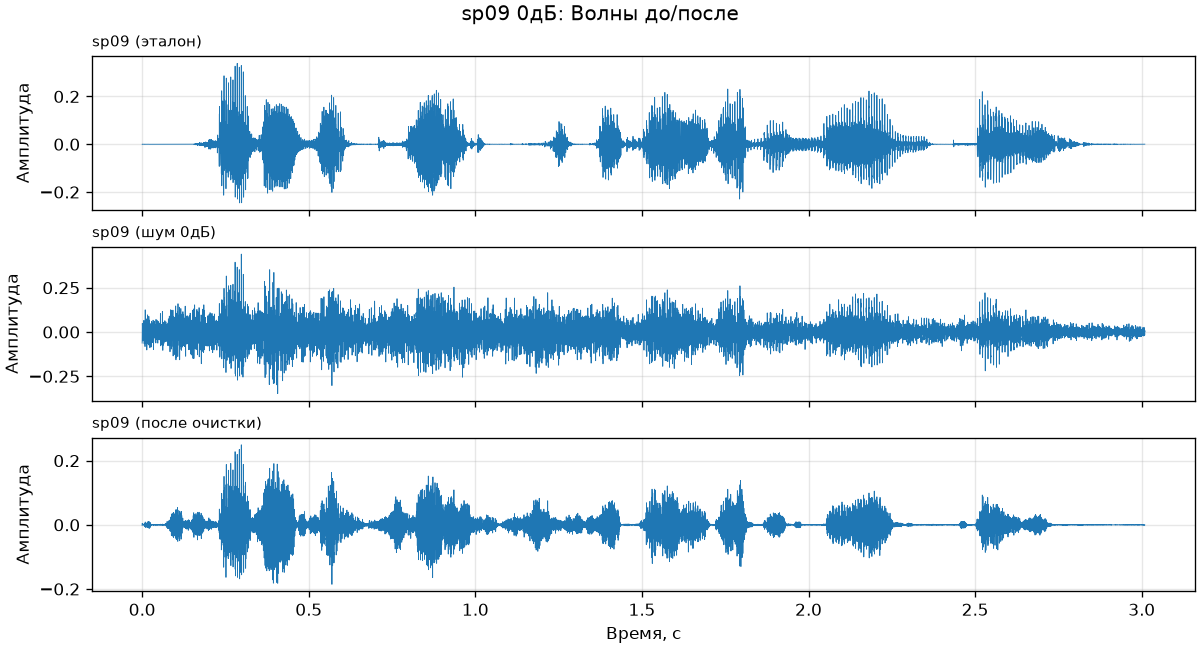 sp09 0дБ: Волны до/после
sp09 (эталон)
Амплитуда
0.2
0.0
−0.2
sp09 (шум 0дБ)
Амплитуда
0.25
0.00
−0.25
sp09 (после очистки)
Амплитуда
0.2
0.0
−0.2
0.0 0.5 1.0 1.5 2.0 2.5 3.0
Время, с